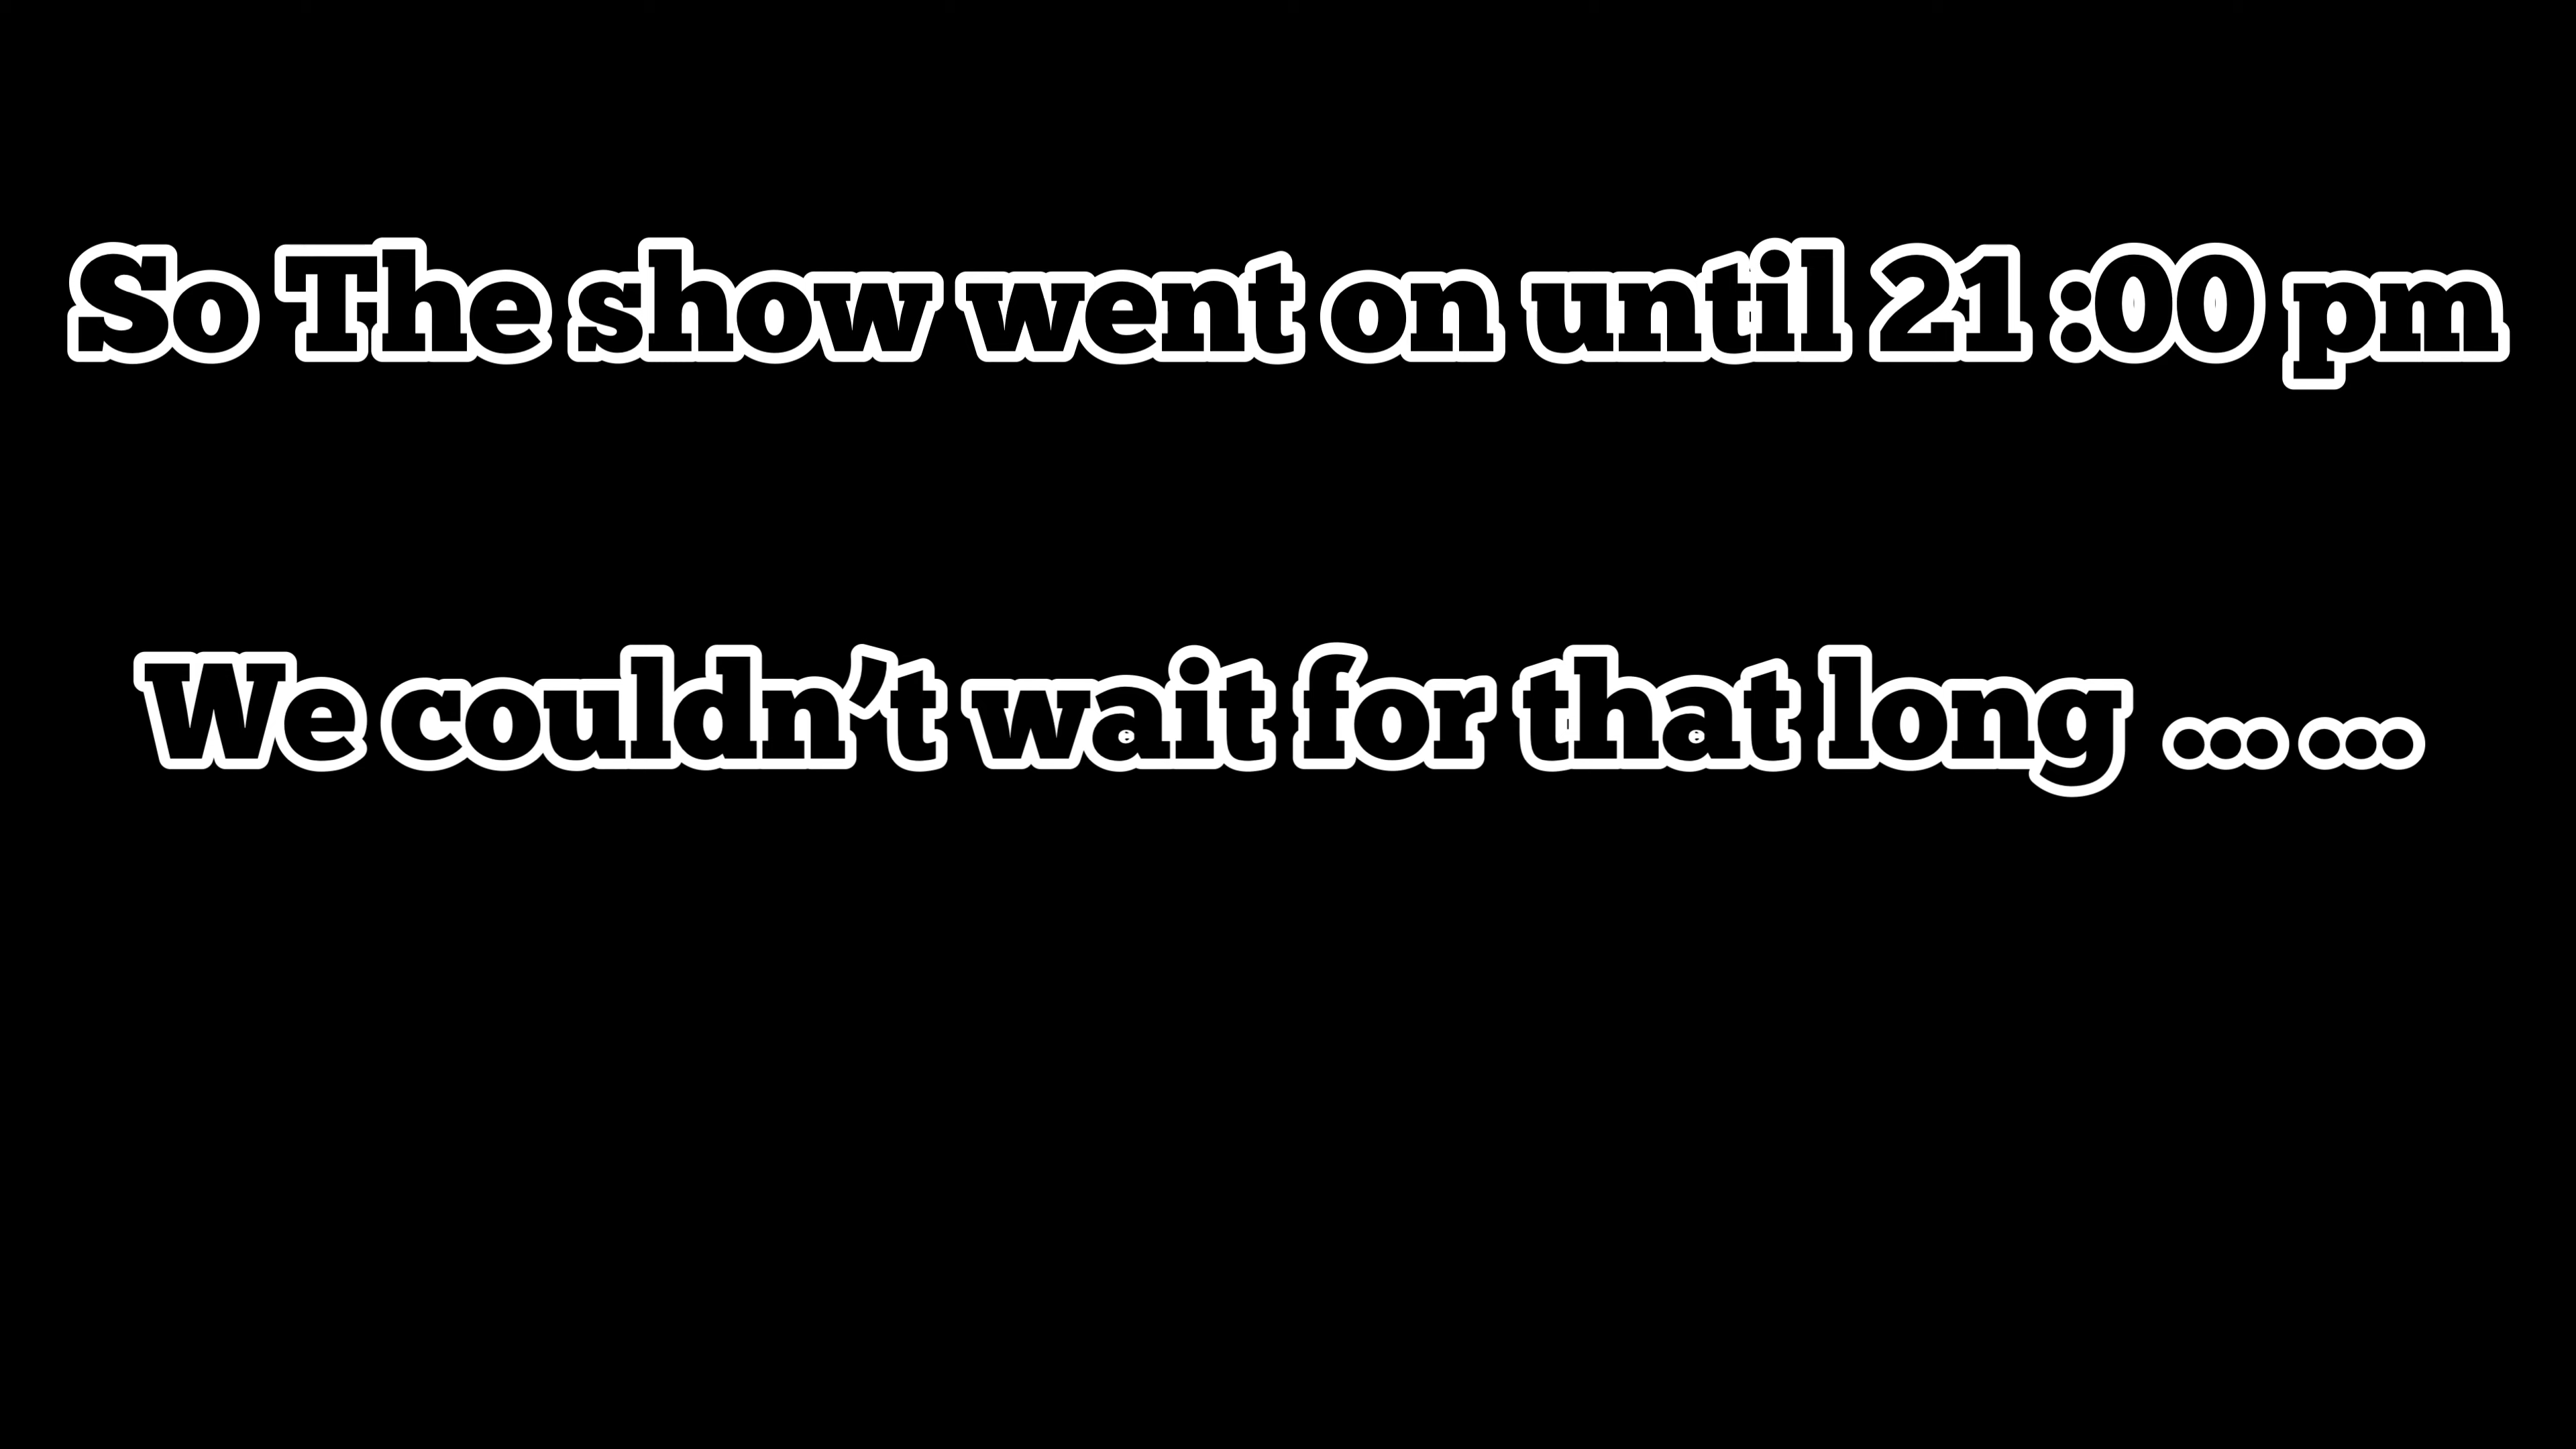 So The show went on until 21 :00 pm
We couldn’t wait for that long ... ...